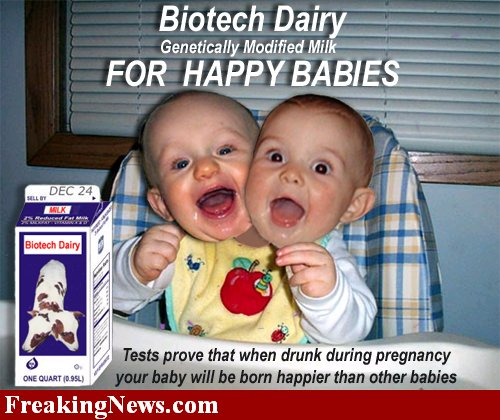 Biotech Dairy
Genetically Modified Milk
FOR HAPPY BABIES
DEC 24
SELL BY
MILK
2% Reduced Fat Milk
Biotech Dairy
ONE QUART (0.95L)
Tests prove that when drunk during pregnancy
your baby will be born happier than other babies
FreakingNews.com